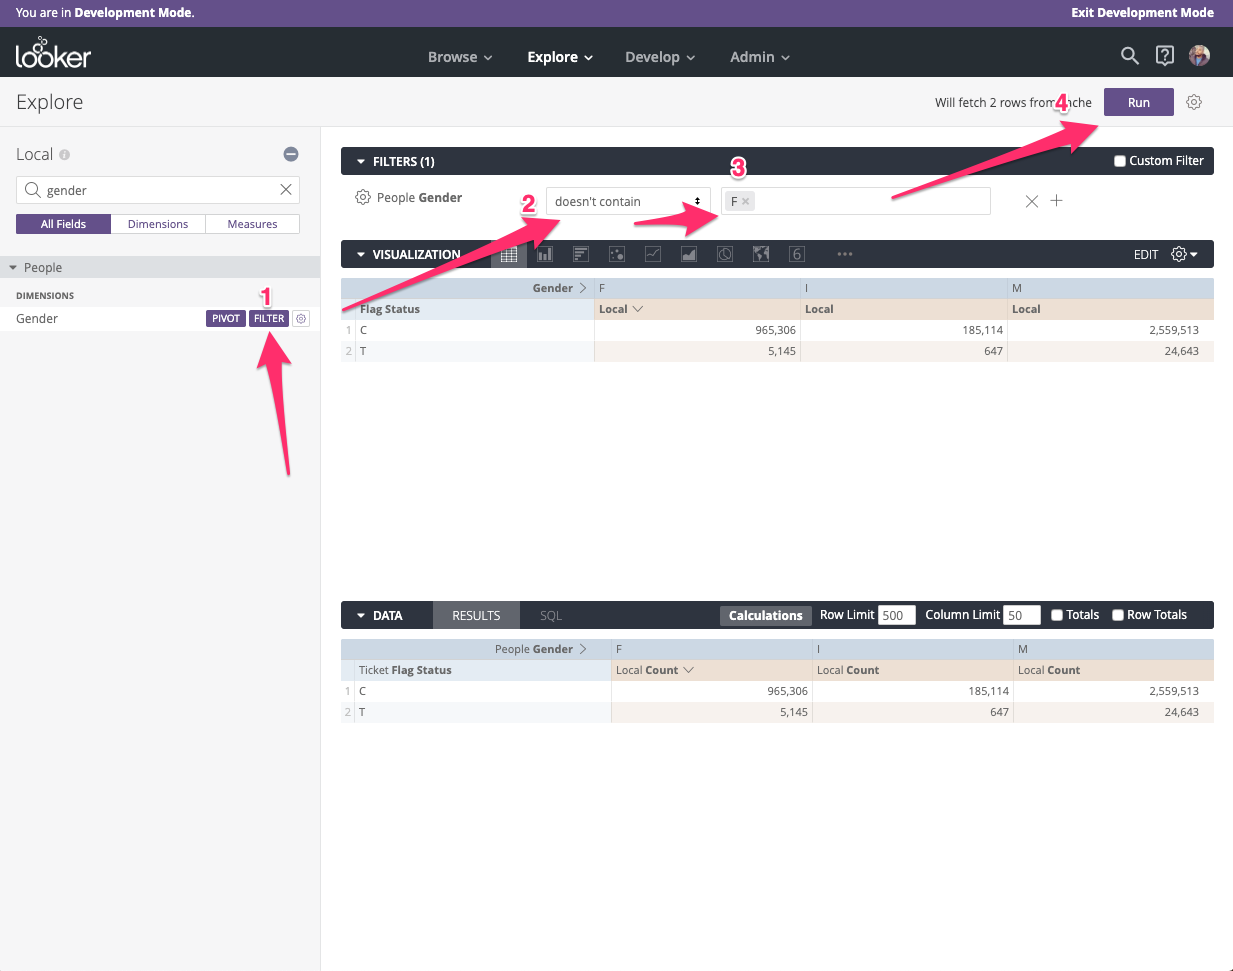 You are in Development Mode.
Exit Development Mode
looker
Browse
Explore
Develop
Admin
Explore
Will fetch 2 rows from
che
4
Run
Local
gender
All Fields
Dimensions
Measures
People
DIMENSIONS
Gender
PIVOT
FILTER
1
FILTERS (1)
Custom Filter
People Gender
doesn't contain
F
2
3
VISUALIZATION
6
EDIT
Gender
F
I
M
Flag Status
Local
Local
Local
1 C 965,306 185,114 2,559,513
2 T 5,145 647 24,643
DATA
RESULTS
SQL
Calculations
Row Limit 500
Column Limit 50
Totals
Row Totals
People Gender
F
I
M
Ticket Flag Status
Local Count
Local Count
Local Count
1 C 965,306 185,114 2,559,513
2 T 5,145 647 24,643